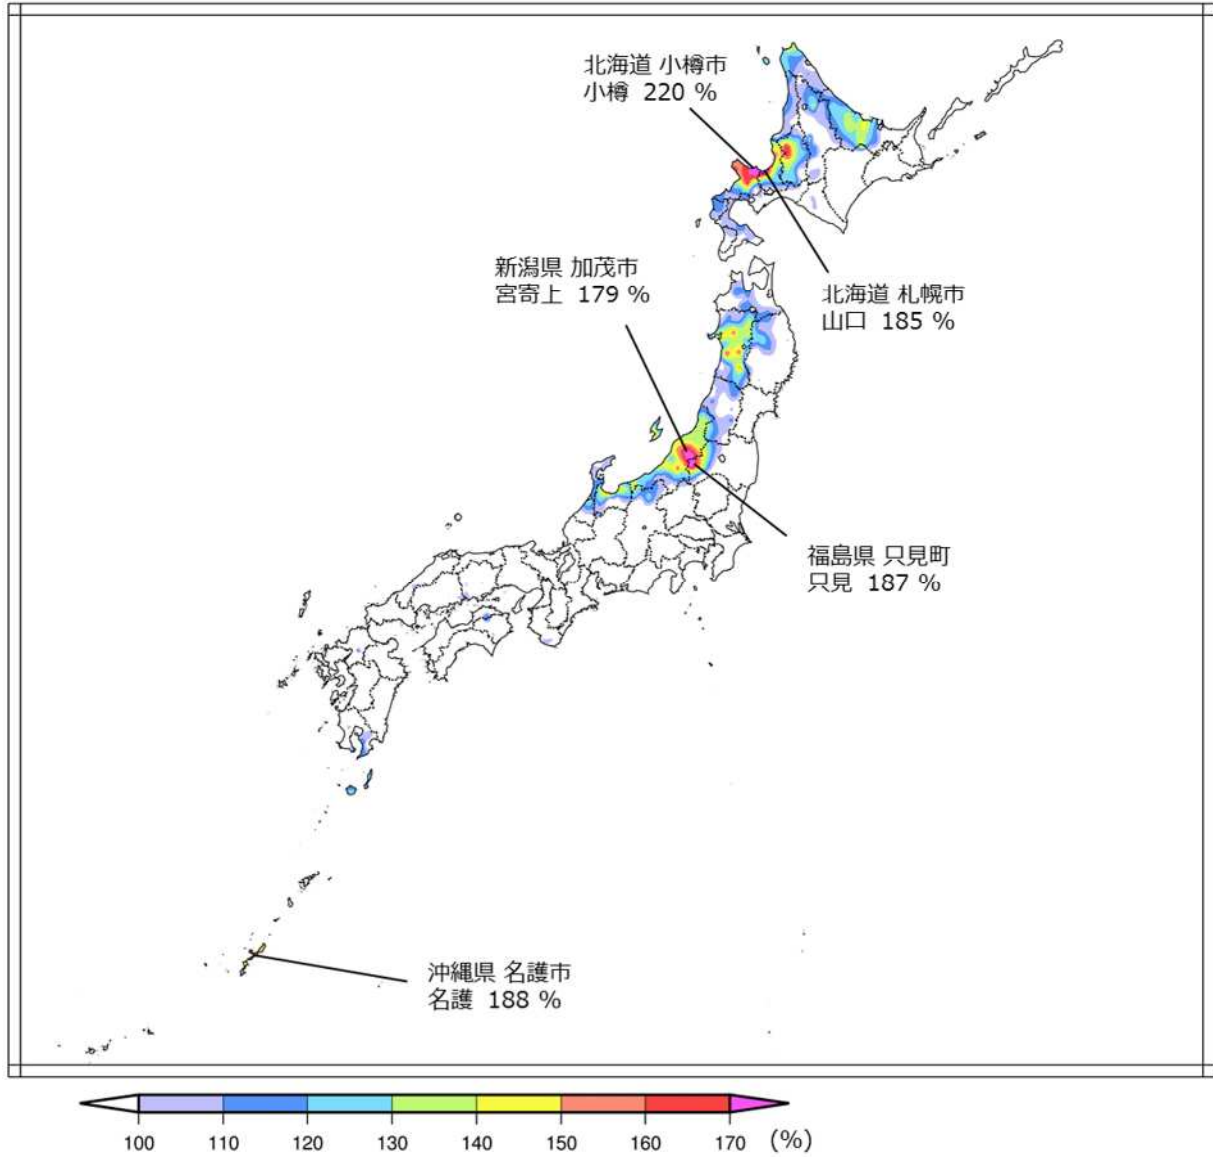 北海道 小樽市
小樽 220 %
新潟県 加茂市
宮寄上 179 %
北海道 札幌市
山口 185 %
福島県 只見町
只見 187 %
沖縄県 名護市
名護 188 %
100 110 120 130 140 150 160 170 (%)